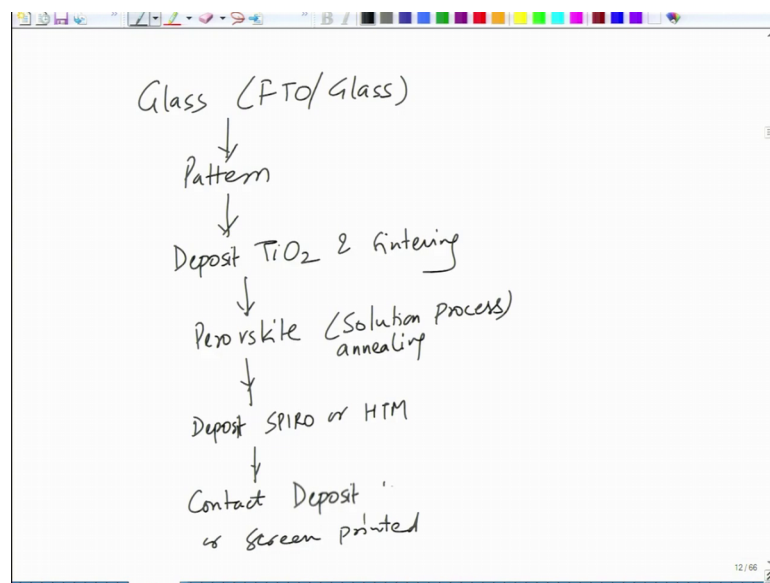 Glass (FTO/Glass)
Pattern
Deposit TiO2 & Sintering
Perovskite (Solution process)
annealing
Deposit SPIRO or HTM
Contact Deposit
or screen printed
12 / 66